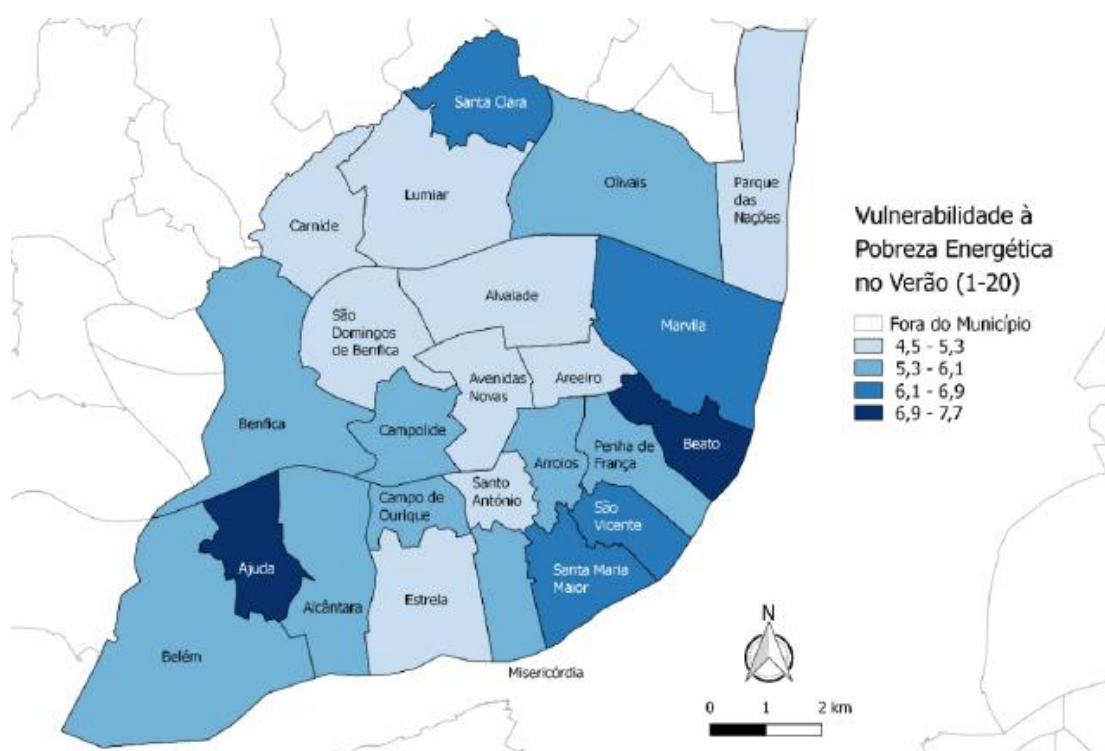 Santa Clara
Olivais
Parque
das
Nações
Lumiar
Carnide
Alvalade
Marvila
São
Domingos
de Benfica
Avenidas
Novas
Areeiro
Benfica
Campolide
Beato
Arroios
Penha de
França
Santo
António
Campo de
Ourique
São
Vicente
Ajuda
Santa Maria
Maior
Alcântara
Estrela
Belém
Misericórdia
Vulnerabilidade à
Pobreza Energética
no Verão (1-20)
Fora do Município
4,5 - 5,3
5,3 - 6,1
6,1 - 6,9
6,9 - 7,7
N
0 1 2 km